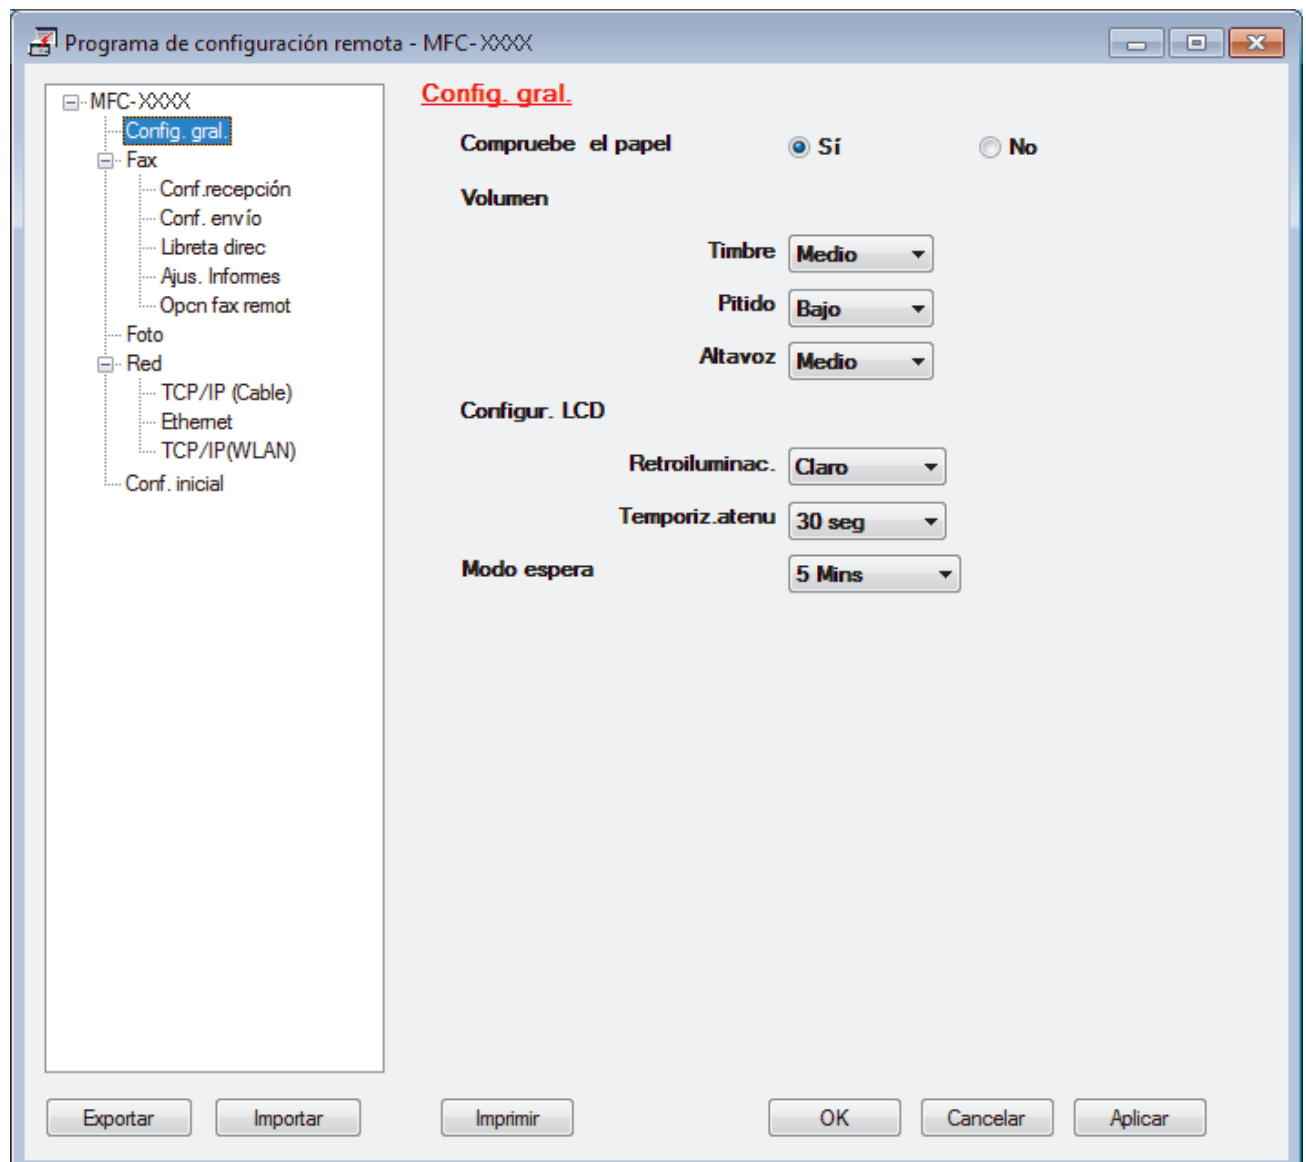 Programa de configuración remota - MFC-XXXX
MFC-XXXX
Config. gral.
Fax
Conf.recepción
Conf. envío
Libreta direc
Ajus. Informes
Opcn fax remot
Foto
Red
TCP/IP (Cable)
Ethernet
TCP/IP(WLAN)
Conf. inicial
Config. gral.
Compruebe el papel Sí No
Volumen
Timbre Medio
Pitido Bajo
Altavoz Medio
Configur. LCD
Retroiluminac. Claro
Temporiz.atenu 30 seg
Modo espera 5 Mins
Exportar Importar Imprimir OK Cancelar Aplicar